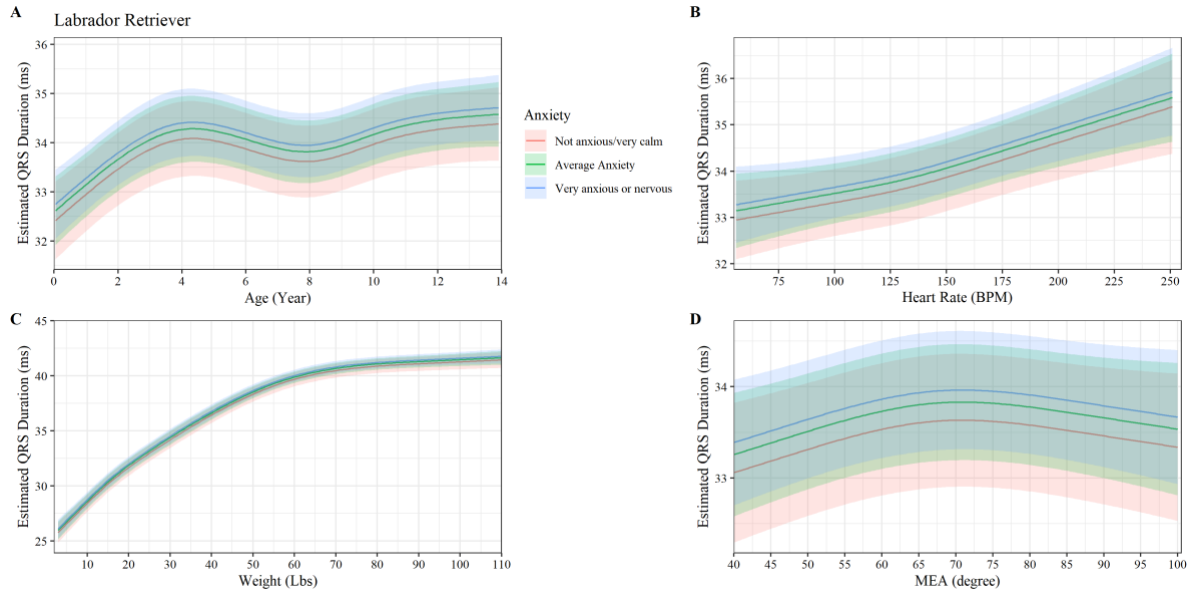 A
Labrador Retriever
Estimated QRS Duration (ms)
36
35
34
33
32
0 2 4 6 8 10 12 14
Age (Year)
Anxiety
Not anxious/very calm
Average Anxiety
Very anxious or nervous
B
Estimated QRS Duration (ms)
36
35
34
33
32
75 100 125 150 175 200 225 250
Heart Rate (BPM)
C
Estimated QRS Duration (ms)
45
40
35
30
25
10 20 30 40 50 60 70 80 90 100 110
Weight (Lbs)
D
Estimated QRS Duration (ms)
34
33
40 45 50 55 60 65 70 75 80 85 90 95 100
MEA (degree)